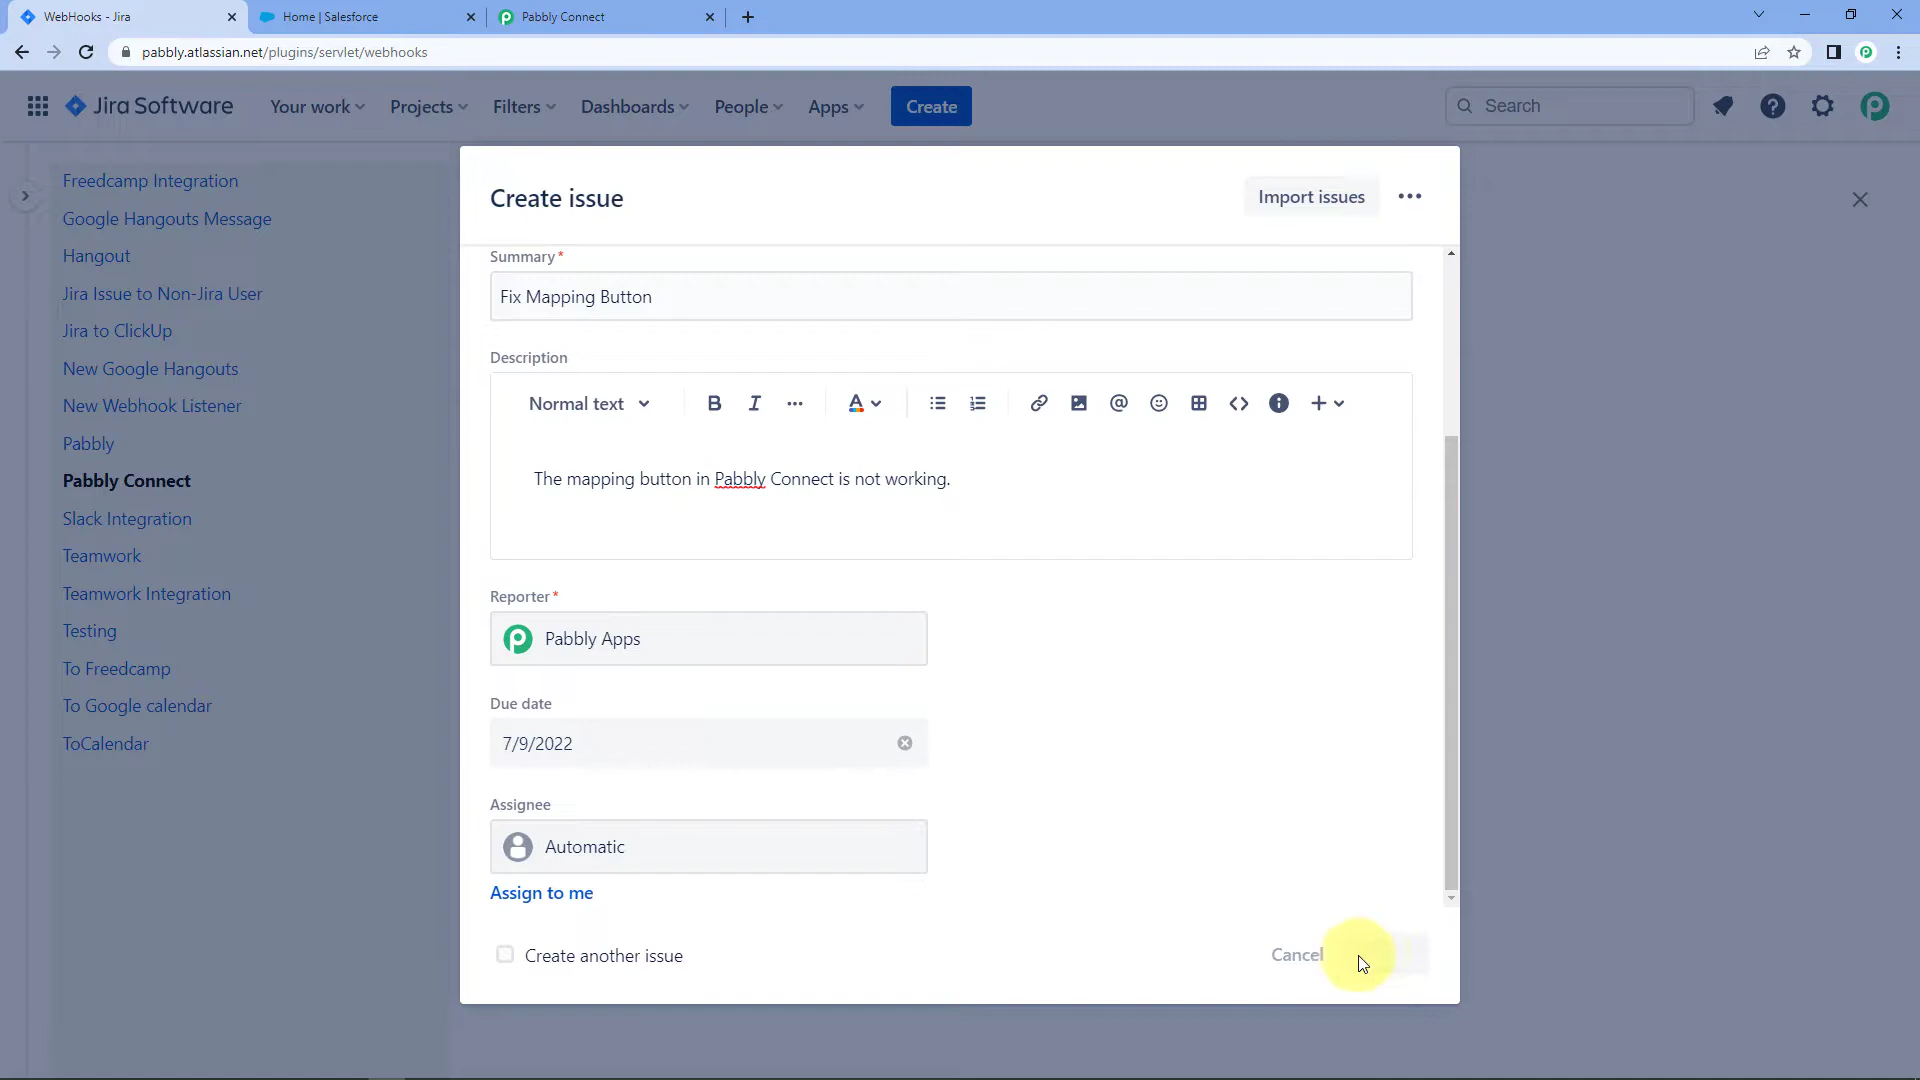 WebHooks - Jira
Home | Salesforce
Pabbly Connect
pabbly.atlassian.net/plugins/servlet/webhooks
Jira Software
Your work
Projects
Filters
Dashboards
People
Apps
Create
Search
Freedcamp Integration
Google Hangouts Message
Hangout
Jira Issue to Non-Jira User
Jira to ClickUp
New Google Hangouts
New Webhook Listener
Pabbly
Pabbly Connect
Slack Integration
Teamwork
Teamwork Integration
Testing
To Freedcamp
To Google calendar
ToCalendar
Create issue
Import issues
Summary*
Fix Mapping Button
Description
Normal text
The mapping button in Pabbly Connect is not working.
Reporter*
Pabbly Apps
Due date
7/9/2022
Assignee
Automatic
Assign to me
Create another issue
Cancel